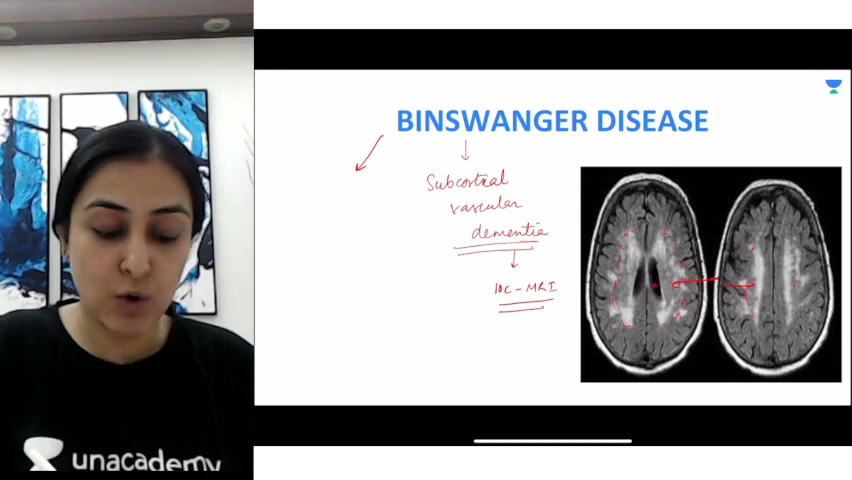 BINSWANGER DISEASE
Subcortical
vascular
dementia
IOC - MRI
unacademy